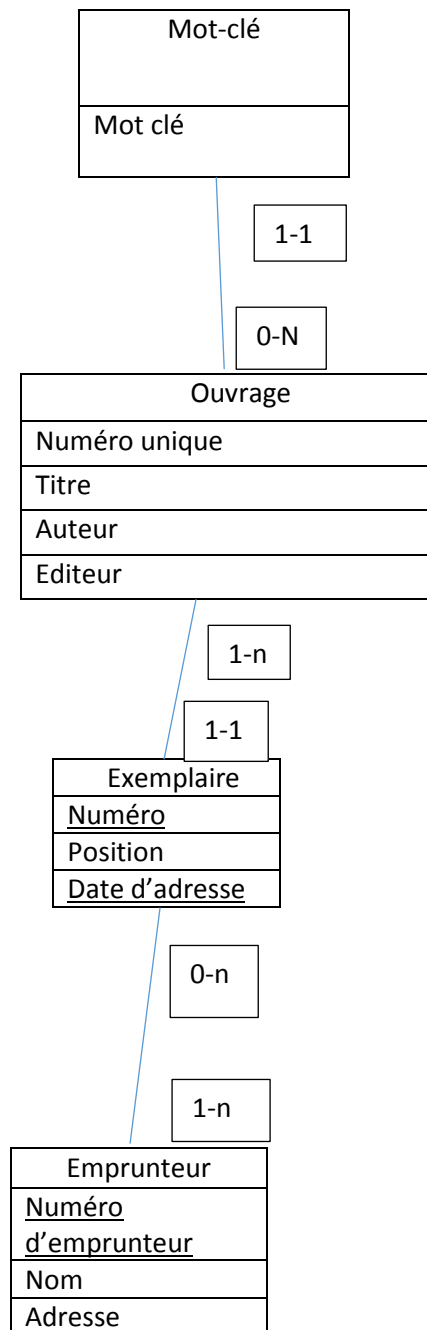 Mot-clé
Mot clé
1-1
0-N
Ouvrage
Numéro unique
Titre
Auteur
Editeur
1-n
1-1
Exemplaire
Numéro
Position
Date d’adresse
0-n
1-n
Emprunteur
Numéro
d’emprunteur
Nom
Adresse